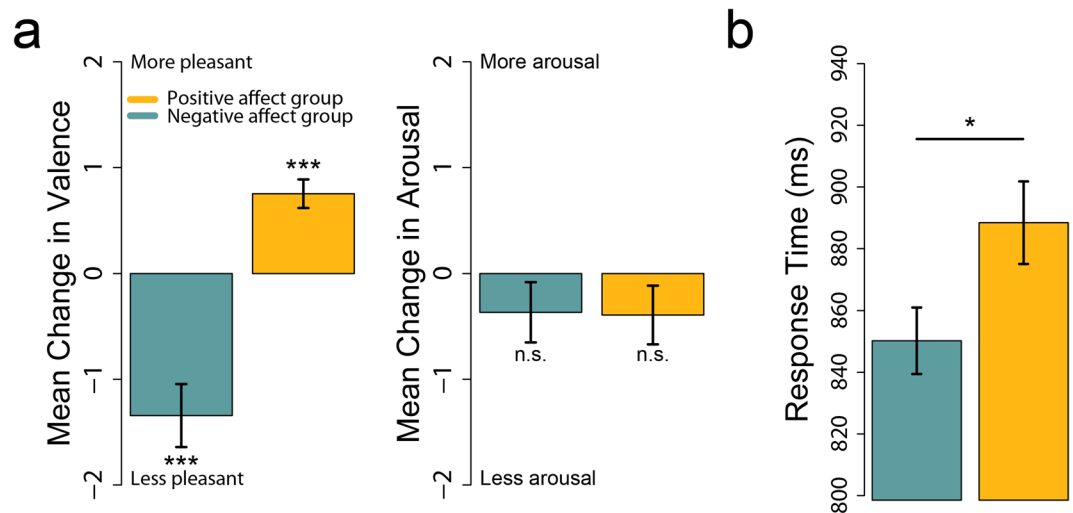 a
Mean Change in Valence
2
1
0
−1
−2
More pleasant
Positive affect group
Negative affect group
***
***
Less pleasant
Mean Change in Arousal
2
1
0
−1
−2
More arousal
n.s.
n.s.
Less arousal
b
Response Time (ms)
940
920
900
880
860
840
820
800
*